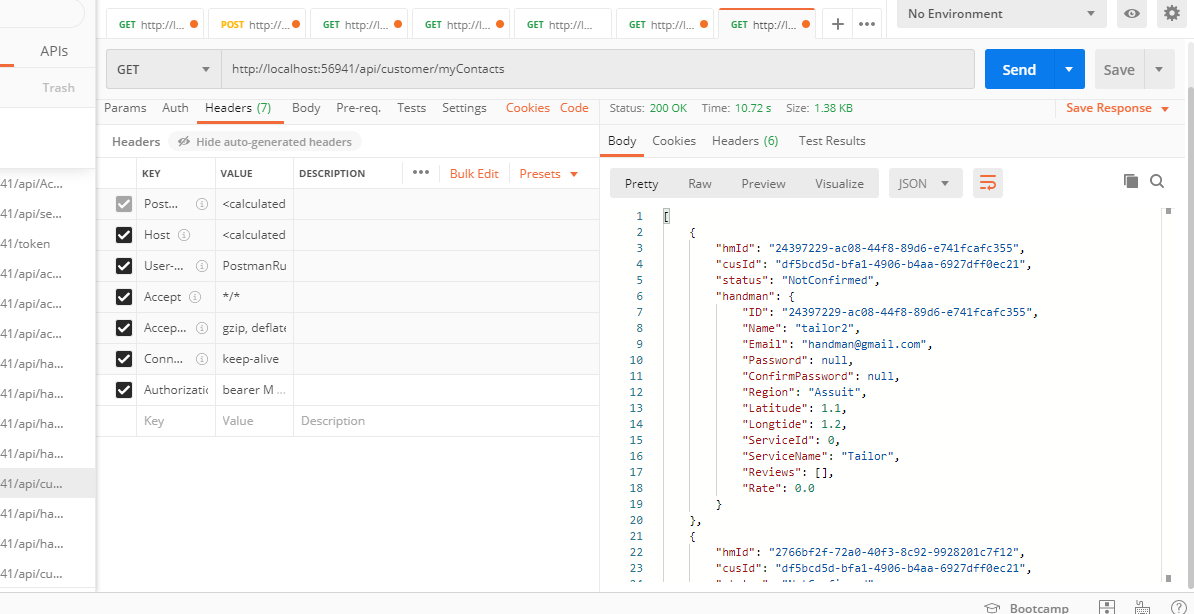 GET http://l...
POST http://...
GET http://l...
GET http://l...
GET http://l...
GET http://l...
GET http://l...
No Environment
APIs
Trash
GET
http://localhost:56941/api/customer/myContacts
Send
Save
Params Auth Headers (7) Body Pre-req. Tests Settings Cookies Code
Status: 200 OK Time: 10.72 s Size: 1.38 KB Save Response
Headers Hide auto-generated headers
Body Cookies Headers (6) Test Results
KEY VALUE DESCRIPTION Bulk Edit Presets
Post... <calculated
Host <calculated
User-... PostmanRu
Accept */*
Accep... gzip, deflate
Conn... keep-alive
Authorizatio bearer M ...
Key Value Description
41/api/Ac...
41/api/se...
41/token
41/api/ac...
41/api/ac...
41/api/ac...
41/api/ha...
41/api/ha...
41/api/ha...
41/api/ha...
41/api/cu...
41/api/ha...
41/api/ha...
41/api/cu...
Pretty Raw Preview Visualize JSON
1 [
2 {
3 "hmId": "24397229-ac08-44f8-89d6-e741fcafc355",
4 "cusId": "df5bcd5d-bfa1-4906-b4aa-6927dff0ec21",
5 "status": "NotConfirmed",
6 "handman": {
7 "ID": "24397229-ac08-44f8-89d6-e741fcafc355",
8 "Name": "tailor2",
9 "Email": "handman@gmail.com",
10 "Password": null,
11 "ConfirmPassword": null,
12 "Region": "Assuit",
13 "Latitude": 1.1,
14 "Longtide": 1.2,
15 "ServiceId": 0,
16 "ServiceName": "Tailor",
17 "Reviews": [],
18 "Rate": 0.0
19 }
20 },
21 {
22 "hmId": "2766bf2f-72a0-40f3-8c92-9928201c7f12",
23 "cusId": "df5bcd5d-bfa1-4906-b4aa-6927dff0ec21",
Bootcamp